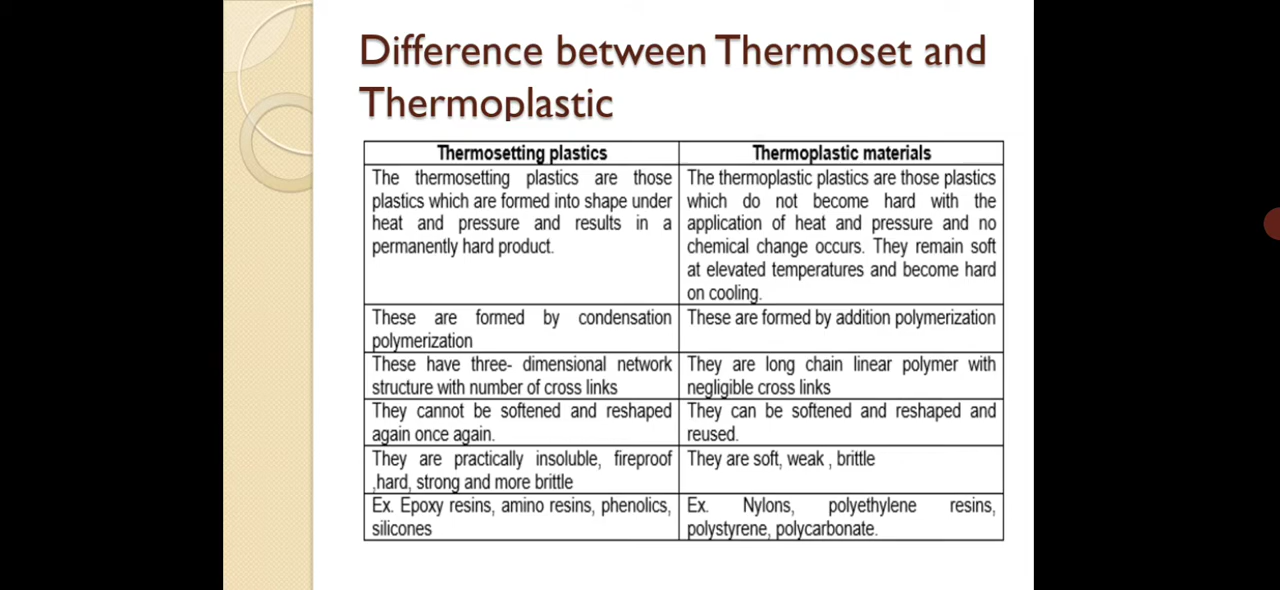 Difference between Thermoset and
Thermoplastic
Thermosetting plastics
Thermoplastic materials
The thermosetting plastics are those
plastics which are formed into shape under
heat and pressure and results in a
permanently hard product.
The thermoplastic plastics are those plastics
which do not become hard with the
application of heat and pressure and no
chemical change occurs. They remain soft
at elevated temperatures and become hard
on cooling.
These are formed by condensation
polymerization
These are formed by addition polymerization
These have three- dimensional network
structure with number of cross links
They are long chain linear polymer with
negligible cross links
They cannot be softened and reshaped
again once again.
They can be softened and reshaped and
reused.
They are practically insoluble, fireproof
,hard, strong and more brittle
They are soft, weak , brittle
Ex. Epoxy resins, amino resins, phenolics,
silicones
Ex. Nylons, polyethylene resins,
polystyrene, polycarbonate.